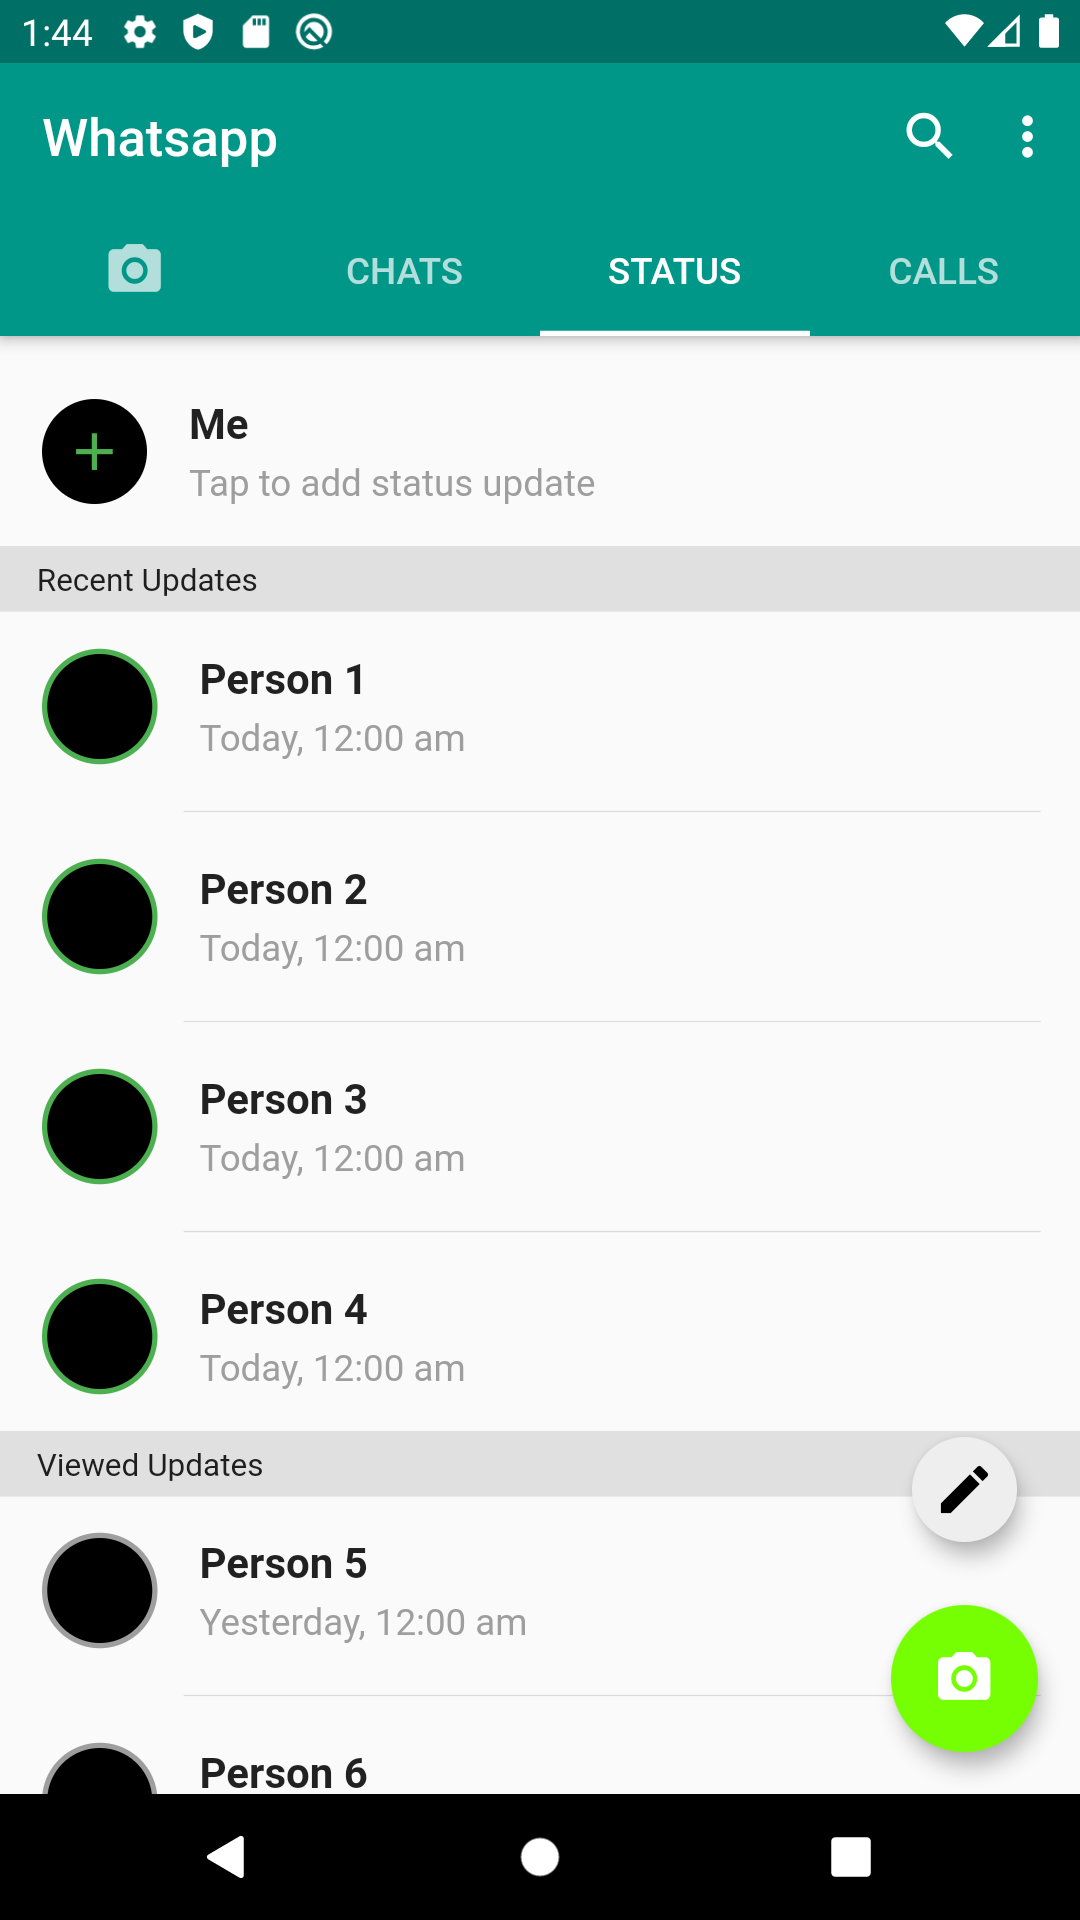 1:44
Whatsapp
CHATS STATUS CALLS
Me
Tap to add status update
Recent Updates
Person 1
Today, 12:00 am
Person 2
Today, 12:00 am
Person 3
Today, 12:00 am
Person 4
Today, 12:00 am
Viewed Updates
Person 5
Yesterday, 12:00 am
Person 6